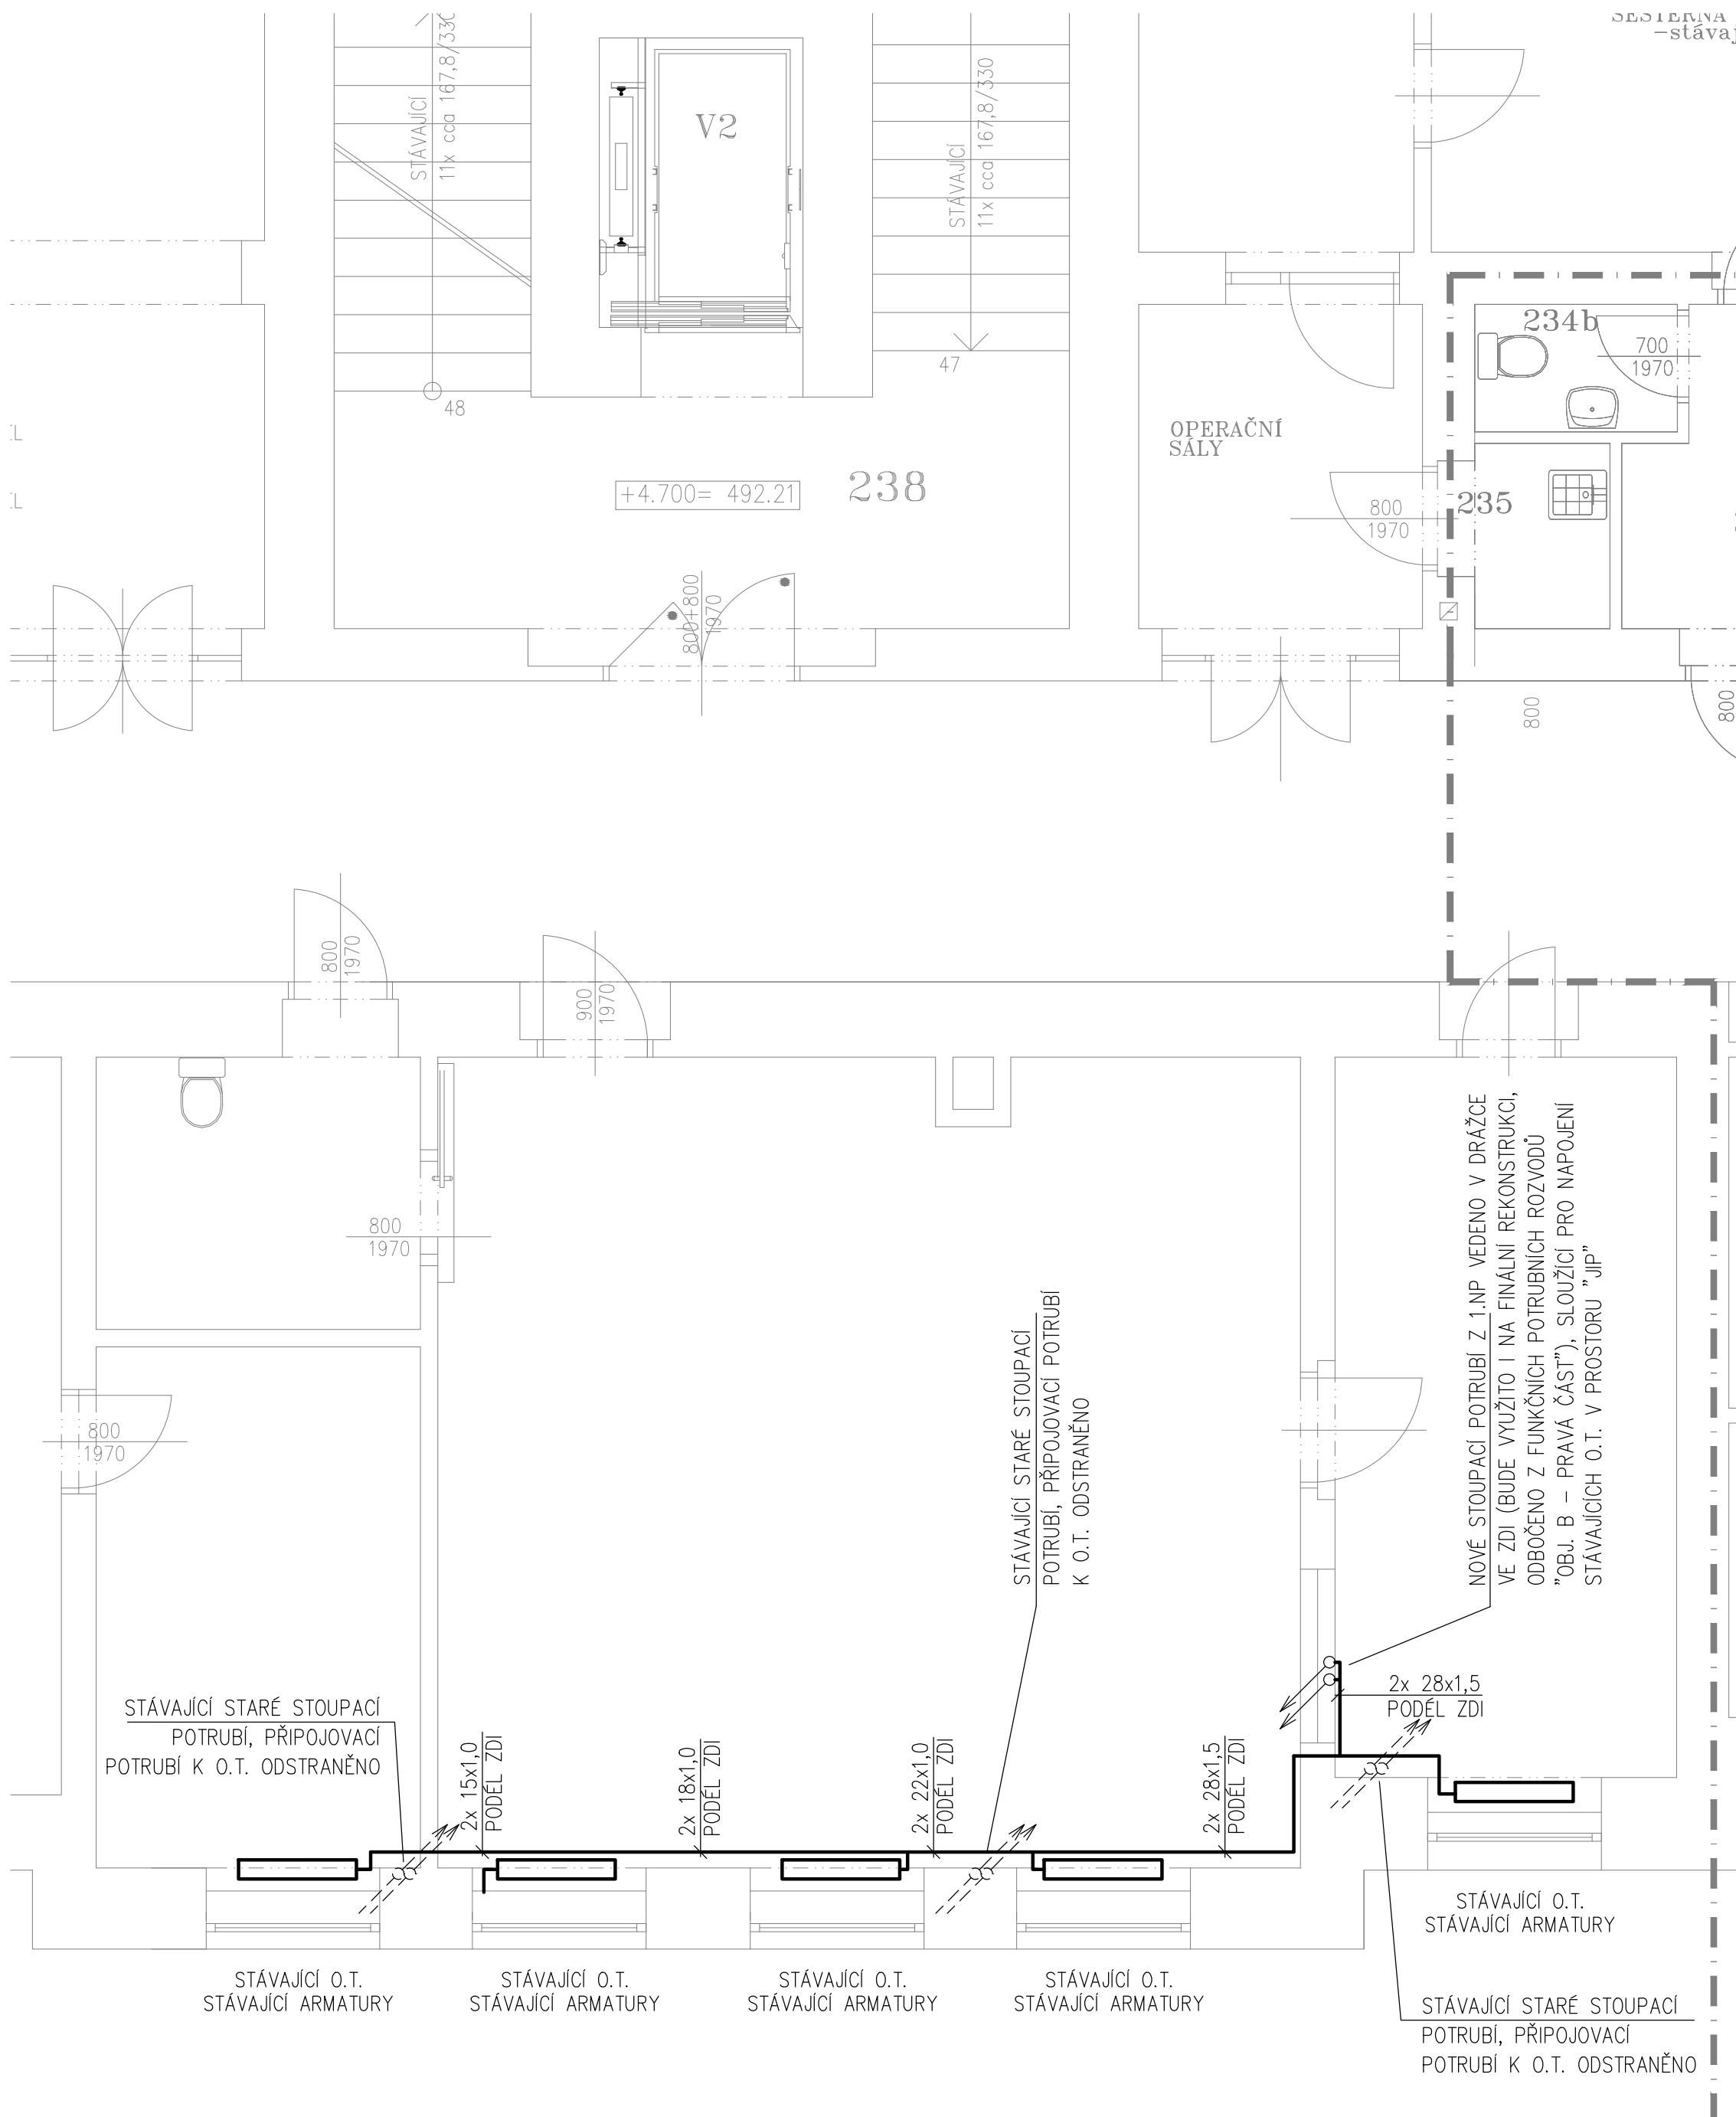 SESTERNA
STÁVAJÍCÍ
11x cca 167,8/330
V2
STÁVAJÍCÍ
11x cca 167,8/330
48
47
+4.700= 492.21
238
OPERAČNÍ
SÁLY
234b
700
1970
235
800
1970
800+800
1970
800
800
800
1970
900
1970
800
1970
800
1970
NOVÉ STOUPACÍ POTRUBÍ Z 1.NP VEDENO V DRÁŽCE
VE ZDI (BUDE VYUŽITO I NA FINÁLNÍ REKONSTRUKCI,
ODBOČENO Z FUNKČNÍCH POTRUBNÍCH ROZVODŮ
"OBJ. B – PRAVÁ ČÁST"), SLOUŽÍCÍ PRO NAPOJENÍ
STÁVAJÍCÍCH O.T. V PROSTORU "JIP"
STÁVAJÍCÍ STARÉ STOUPACÍ
POTRUBÍ, PŘIPOJOVACÍ POTRUBÍ
K O.T. ODSTRANĚNO
STÁVAJÍCÍ STARÉ STOUPACÍ
POTRUBÍ, PŘIPOJOVACÍ
POTRUBÍ K O.T. ODSTRANĚNO
2x 15x1,0
PODÉL ZDI
2x 18x1,0
PODÉL ZDI
2x 22x1,0
PODÉL ZDI
2x 28x1,5
PODÉL ZDI
2x 28x1,5
PODÉL ZDI
STÁVAJÍCÍ O.T.
STÁVAJÍCÍ ARMATURY
STÁVAJÍCÍ O.T.
STÁVAJÍCÍ ARMATURY
STÁVAJÍCÍ O.T.
STÁVAJÍCÍ ARMATURY
STÁVAJÍCÍ O.T.
STÁVAJÍCÍ ARMATURY
STÁVAJÍCÍ O.T.
STÁVAJÍCÍ ARMATURY
STÁVAJÍCÍ STARÉ STOUPACÍ
POTRUBÍ, PŘIPOJOVACÍ
POTRUBÍ K O.T. ODSTRANĚNO